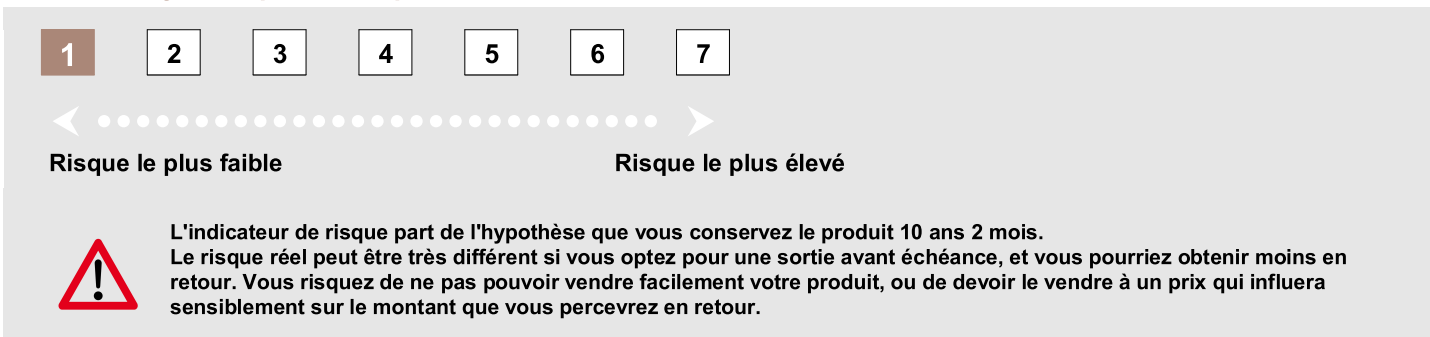 1 2 3 4 5 6 7
Risque le plus faible Risque le plus élevé
L'indicateur de risque part de l'hypothèse que vous conservez le produit 10 ans 2 mois.
Le risque réel peut être très différent si vous optez pour une sortie avant échéance, et vous pourriez obtenir moins en
retour. Vous risquez de ne pas pouvoir vendre facilement votre produit, ou de devoir le vendre à un prix qui influera
sensiblement sur le montant que vous percevrez en retour.